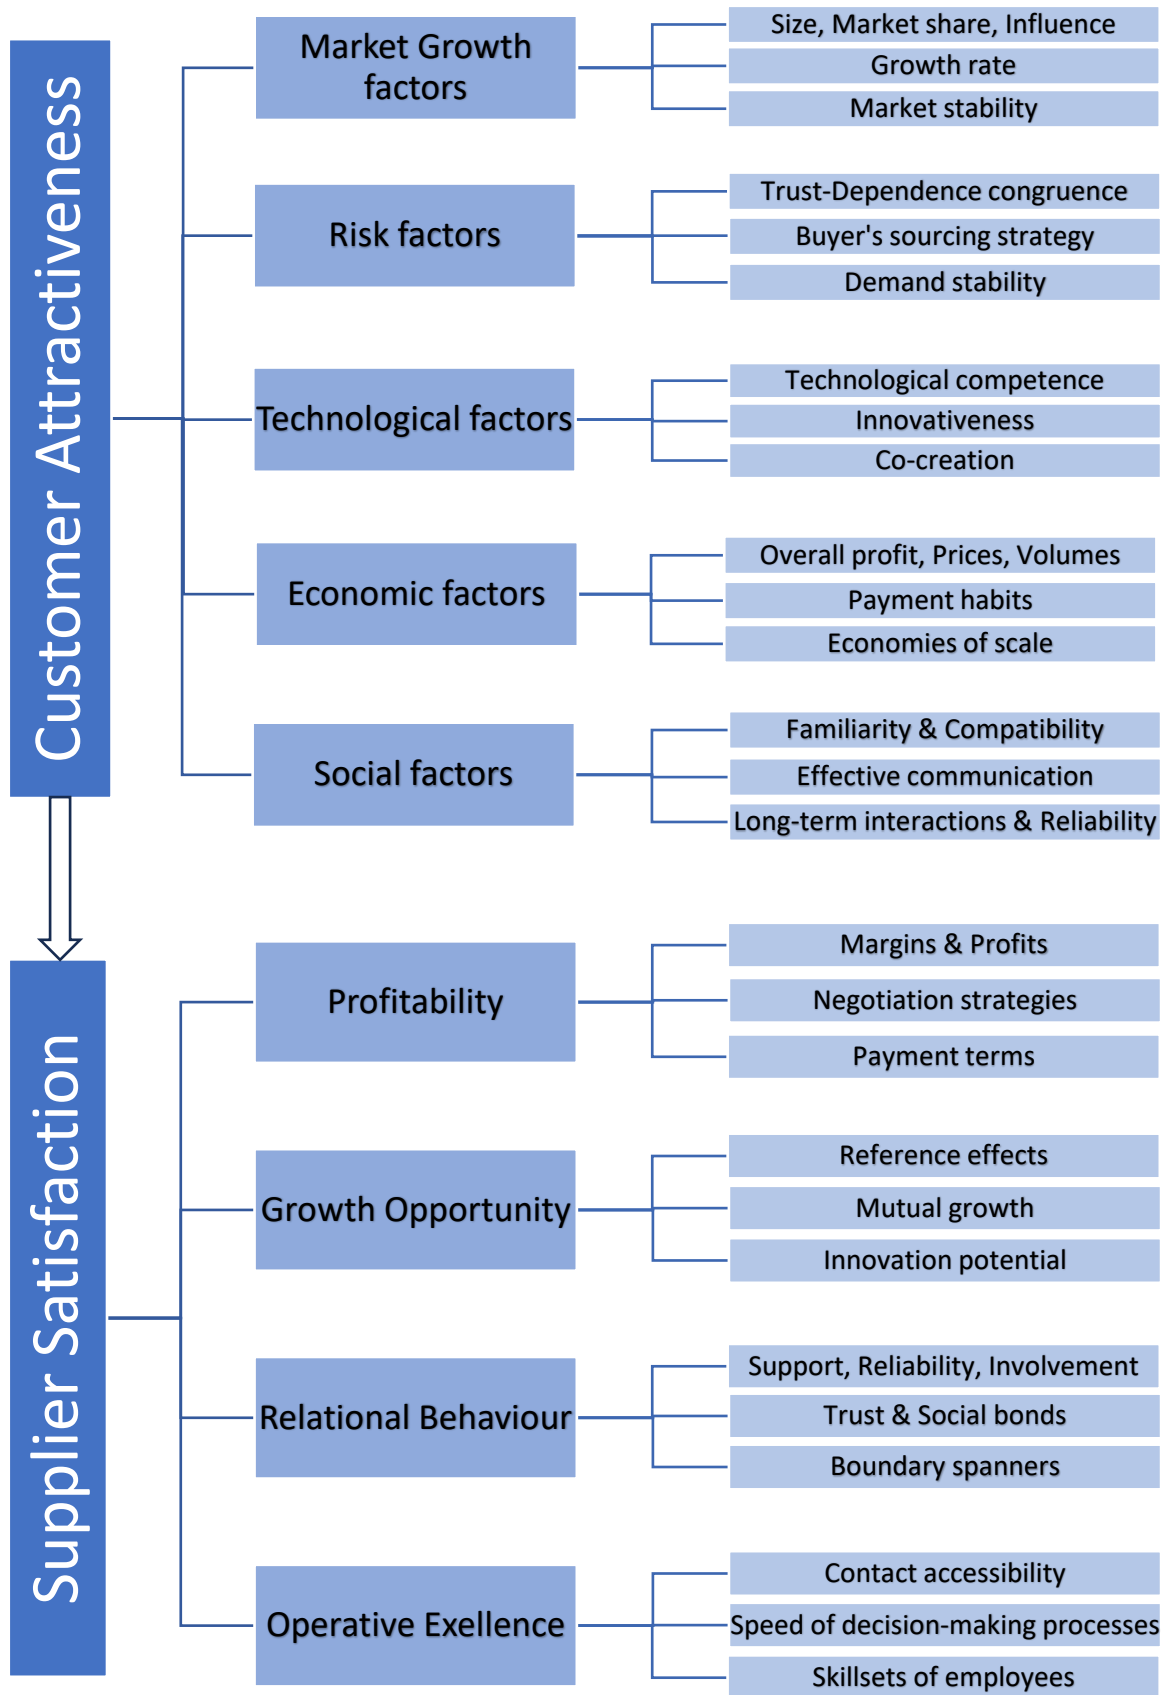 Customer Attractiveness
Market Growth
factors
Size, Market share, Influence
Growth rate
Market stability
Risk factors
Trust-Dependence congruence
Buyer's sourcing strategy
Demand stability
Technological factors
Technological competence
Innovativeness
Co-creation
Economic factors
Overall profit, Prices, Volumes
Payment habits
Economies of scale
Social factors
Familiarity & Compatibility
Effective communication
Long-term interactions & Reliability
Supplier Satisfaction
Profitability
Margins & Profits
Negotiation strategies
Payment terms
Growth Opportunity
Reference effects
Mutual growth
Innovation potential
Relational Behaviour
Support, Reliability, Involvement
Trust & Social bonds
Boundary spanners
Operative Exellence
Contact accessibility
Speed of decision-making processes
Skillsets of employees